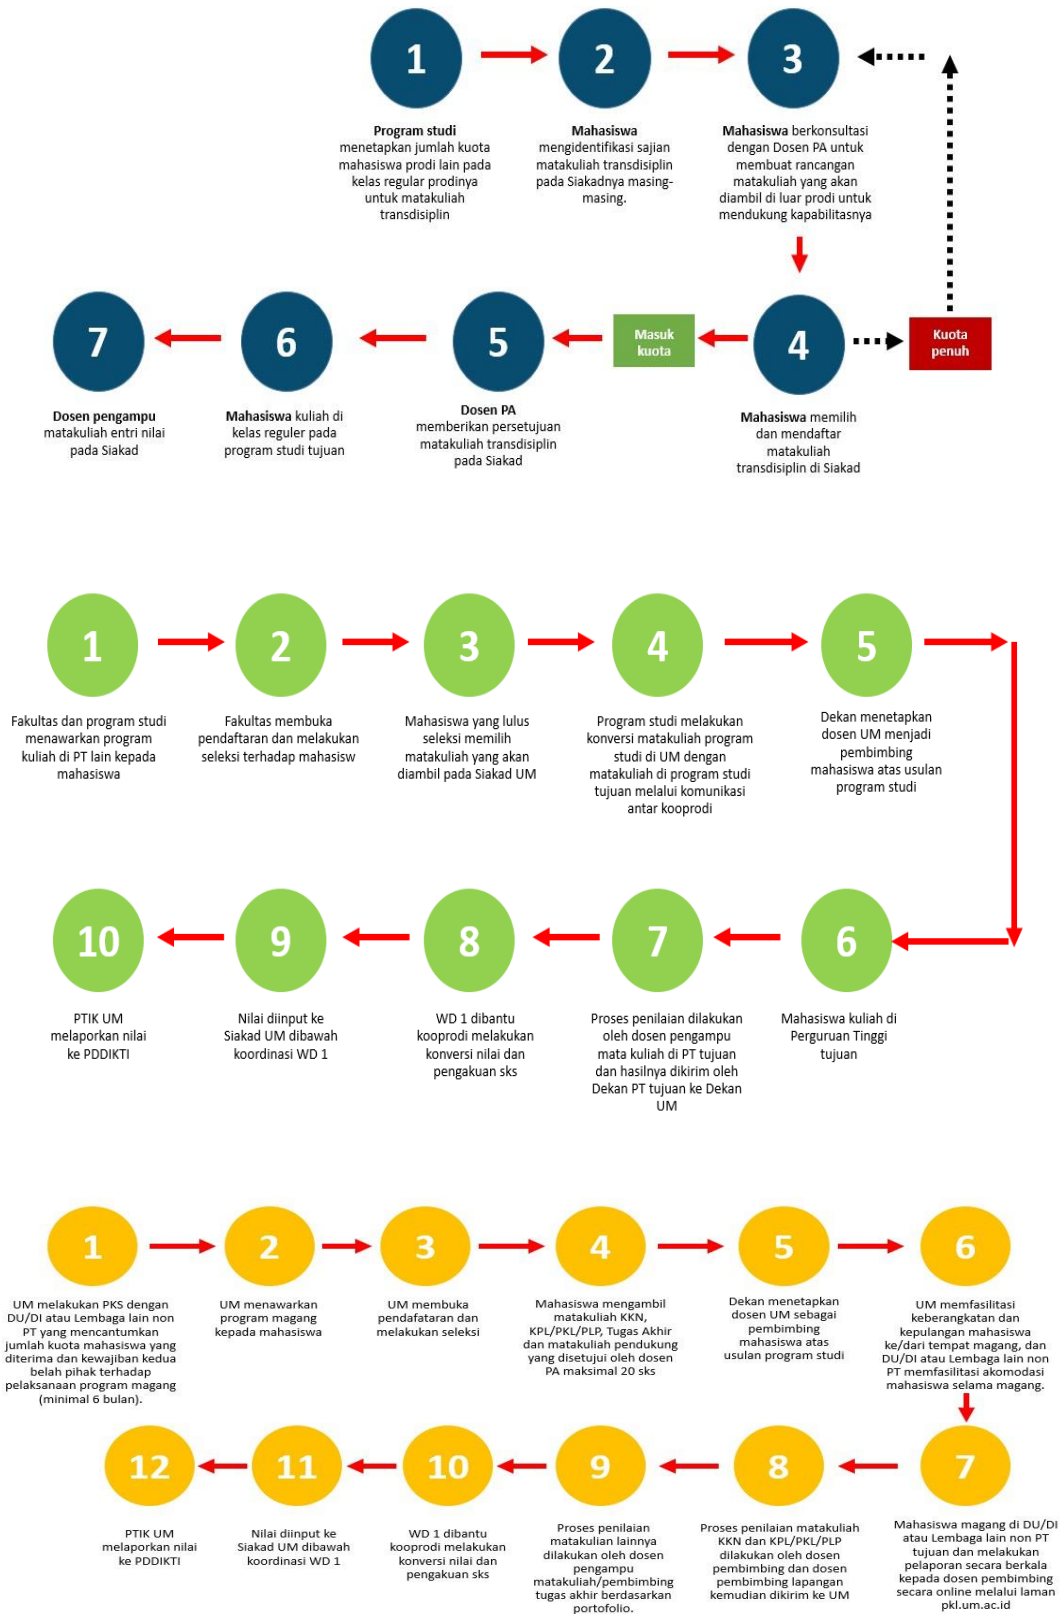 1
2
3
Program studi
menetapkan jumlah kuota
mahasiswa prodi lain pada
kelas regular prodinya
untuk matakuliah
transdisiplin
Mahasiswa
mengidentifikasi sajian
matakuliah transdisiplin
pada Siakadnya masing-
masing.
Mahasiswa berkonsultasi
dengan Dosen PA untuk
membuat rancangan
matakuliah yang akan
diambil di luar prodi untuk
mendukung kapabilitasnya
7
6
5
Masuk
kuota
4
Kuota
penuh
Dosen pengampu
matakuliah entri nilai
pada Siakad
Mahasiswa kuliah di
kelas reguler pada
program studi tujuan
Dosen PA
memberikan persetujuan
matakuliah transdisiplin
pada Siakad
Mahasiswa memilih
dan mendaftar
matakuliah
transdisiplin di Siakad
1
2
3
4
5
Fakultas dan program studi
menawarkan program
kuliah di PT lain kepada
mahasiswa
Fakultas membuka
pendaftaran dan melakukan
seleksi terhadap mahasisw
Mahasiswa yang lulus
seleksi memilih
matakuliah yang akan
diambil pada Siakad UM
Program studi melakukan
konversi matakuliah program
studi di UM dengan
matakuliah di program studi
tujuan melalui komunikasi
antar kooprodi
Dekan menetapkan
dosen UM menjadi
pembimbing
mahasiswa atas usulan
program studi
10
9
8
7
6
PTIK UM
melaporkan nilai
ke PDDIKTI
Nilai diinput ke
Siakad UM dibawah
koordinasi WD 1
WD 1 dibantu
kooprodi melakukan
konversi nilai dan
pengakuan sks
Proses penilaian dilakukan
oleh dosen pengampu
mata kuliah di PT tujuan
dan hasilnya dikirim oleh
Dekan PT tujuan ke Dekan
UM
Mahasiswa kuliah di
Perguruan Tinggi
tujuan
1
2
3
4
5
6
UM melakukan PKS dengan
DU/DI atau Lembaga lain non
PT yang mencantumkan
jumlah kuota mahasiswa yang
diterima dan kewajiban kedua
belah pihak terhadap
pelaksanaan program magang
(minimal 6 bulan).
UM menawarkan
program magang
kepada mahasiswa
UM membuka
pendafataran dan
melakukan seleksi
Mahasiswa mengambil
matakuliah KKN,
KPL/PKL/PLP, Tugas Akhir
dan matakuliah pendukung
yang disetujui oleh dosen
PA maksimal 20 sks
Dekan menetapkan
dosen UM sebagai
pembimbing
mahasiswa atas
usulan program studi
UM memfasilitasi
keberangkatan dan
kepulangan mahasiswa
ke/dari tempat magang, dan
DU/DI atau Lembaga lain non
PT memfasilitasi akomodasi
mahasiswa selama magang.
12
11
10
9
8
7
PTIK UM
melaporkan nilai
ke PDDIKTI
Nilai diinput ke
Siakad UM dibawah
koordinasi WD 1
WD 1 dibantu
kooprodi melakukan
konversi nilai dan
pengakuan sks
Proses penilaian
matakulian lainnya
dilakukan oleh dosen
pengampu
matakuliah/pembimbing
tugas akhir berdasarkan
portofolio.
Proses penilaian matakuliah
KKN dan KPL/PKL/PLP
dilakukan oleh dosen
pembimbing dan dosen
pembimbing lapangan
kemudian dikirim ke UM
Mahasiswa magang di DU/DI
atau Lembaga lain non PT
tujuan dan melakukan
pelaporan secara berkala
kepada dosen pembimbing
secara online melalui laman
pkl.um.ac.id